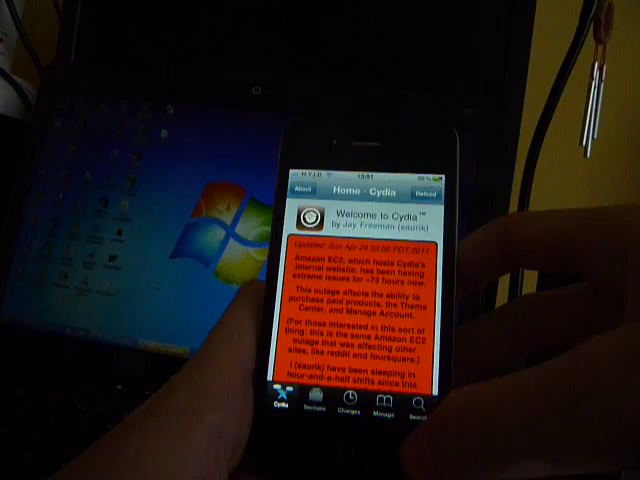 H.Y.I.D 13:51
About Home - Cydia Reload
Welcome to Cydia™
by Jay Freeman (saurik)
Updated: Sun Apr 24 03:50 PDT 2011
Amazon EC2, which hosts Cydia's
internal website, has been having
extreme issues for ~73 hours now.
This outage affects the ability to
purchase paid products, the Theme
Center, and Manage Account.
(For those interested in this sort of
thing: this is the same Amazon EC2
outage that was affecting other
sites, like reddit and foursquare.)
I (saurik) have been sleeping in
hour-and-a-half shifts since this
Cydia Sections Changes Manage Search